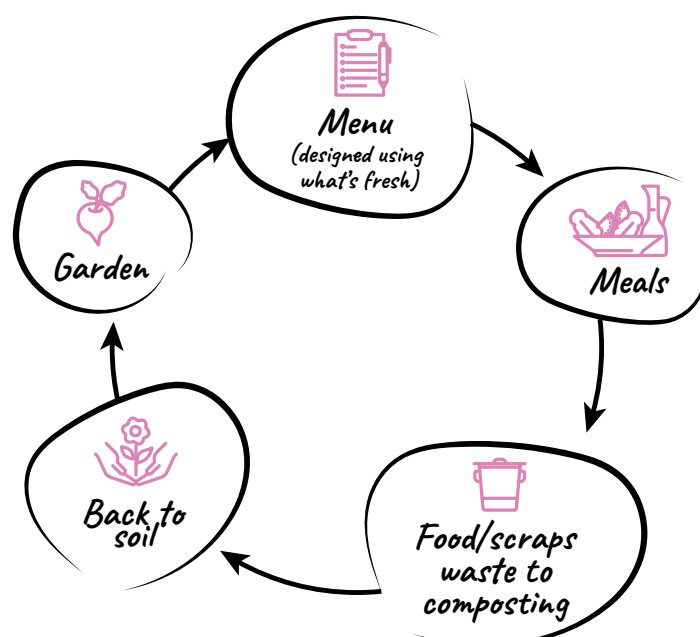 Menu
(designed using
what's fresh)
Garden
Meals
Back to
soil
Food/scraps
waste to
composting